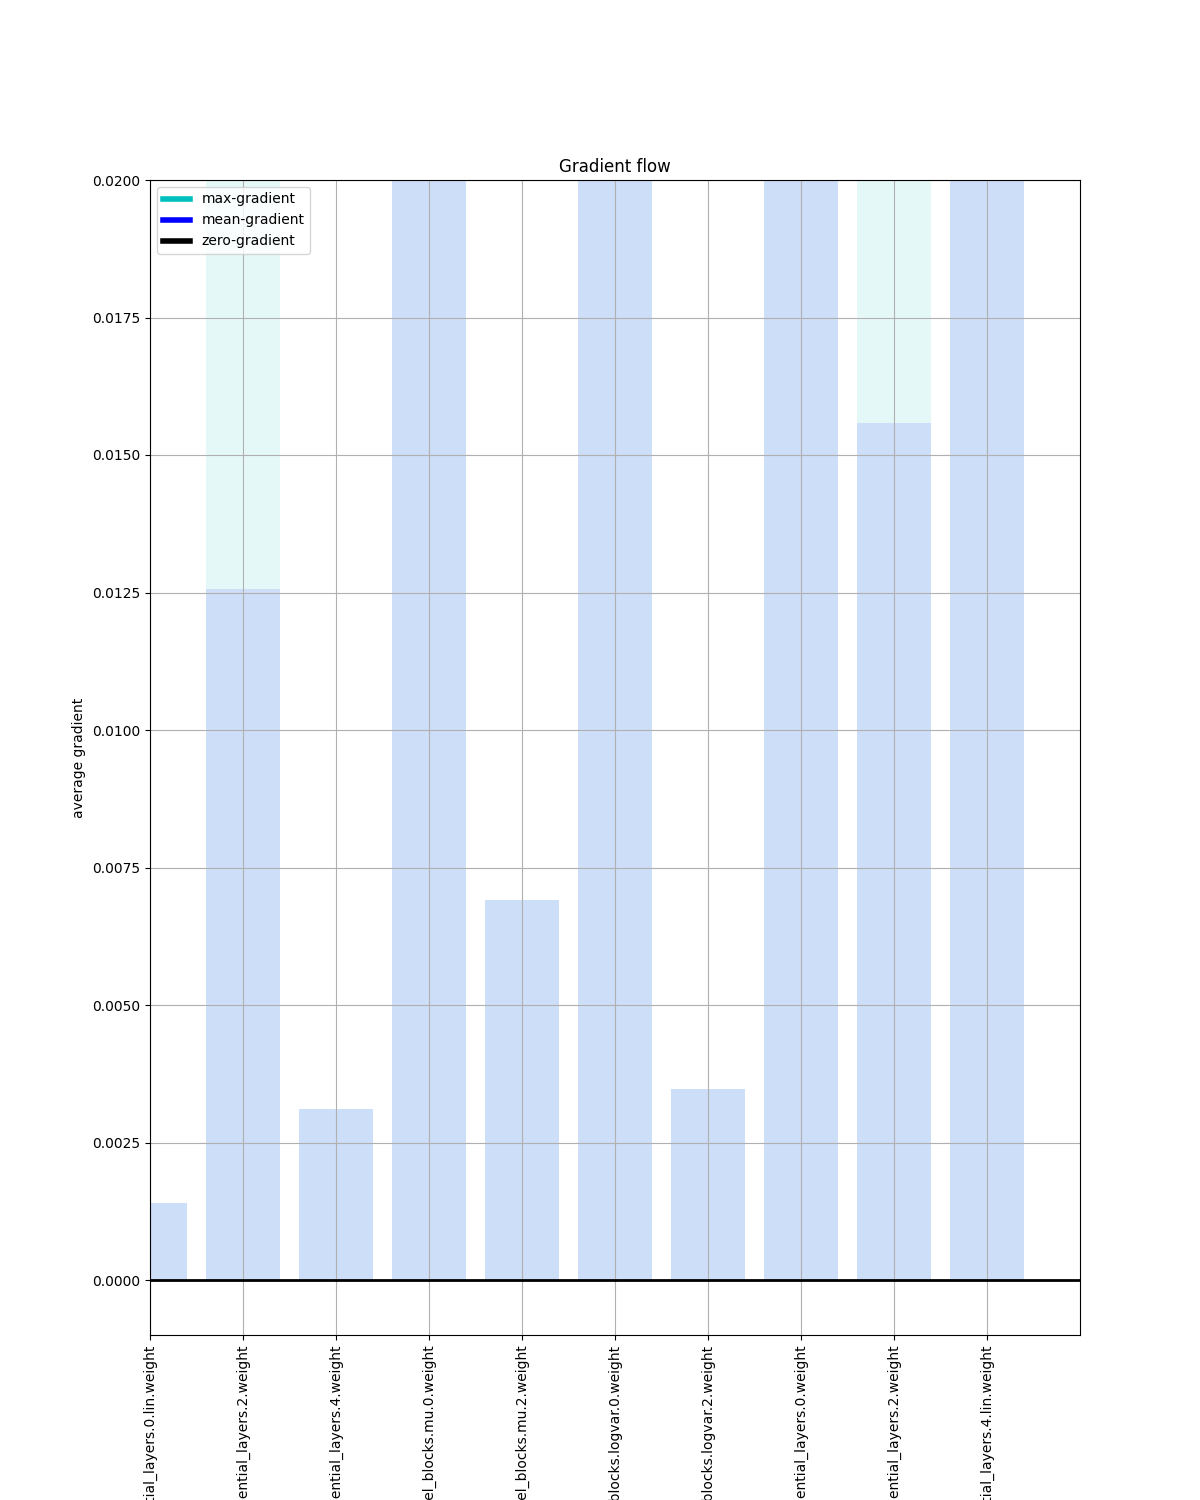 Gradient flow
max-gradient
mean-gradient
zero-gradient
0.0200
0.0175
0.0150
0.0125
0.0100
0.0075
0.0050
0.0025
0.0000
average gradient
tial_layers.0.lin.weight
ential_layers.2.weight
ential_layers.4.weight
el_blocks.mu.0.weight
el_blocks.mu.2.weight
blocks.logvar.0.weight
blocks.logvar.2.weight
ential_layers.0.weight
ential_layers.2.weight
tial_layers.4.lin.weight